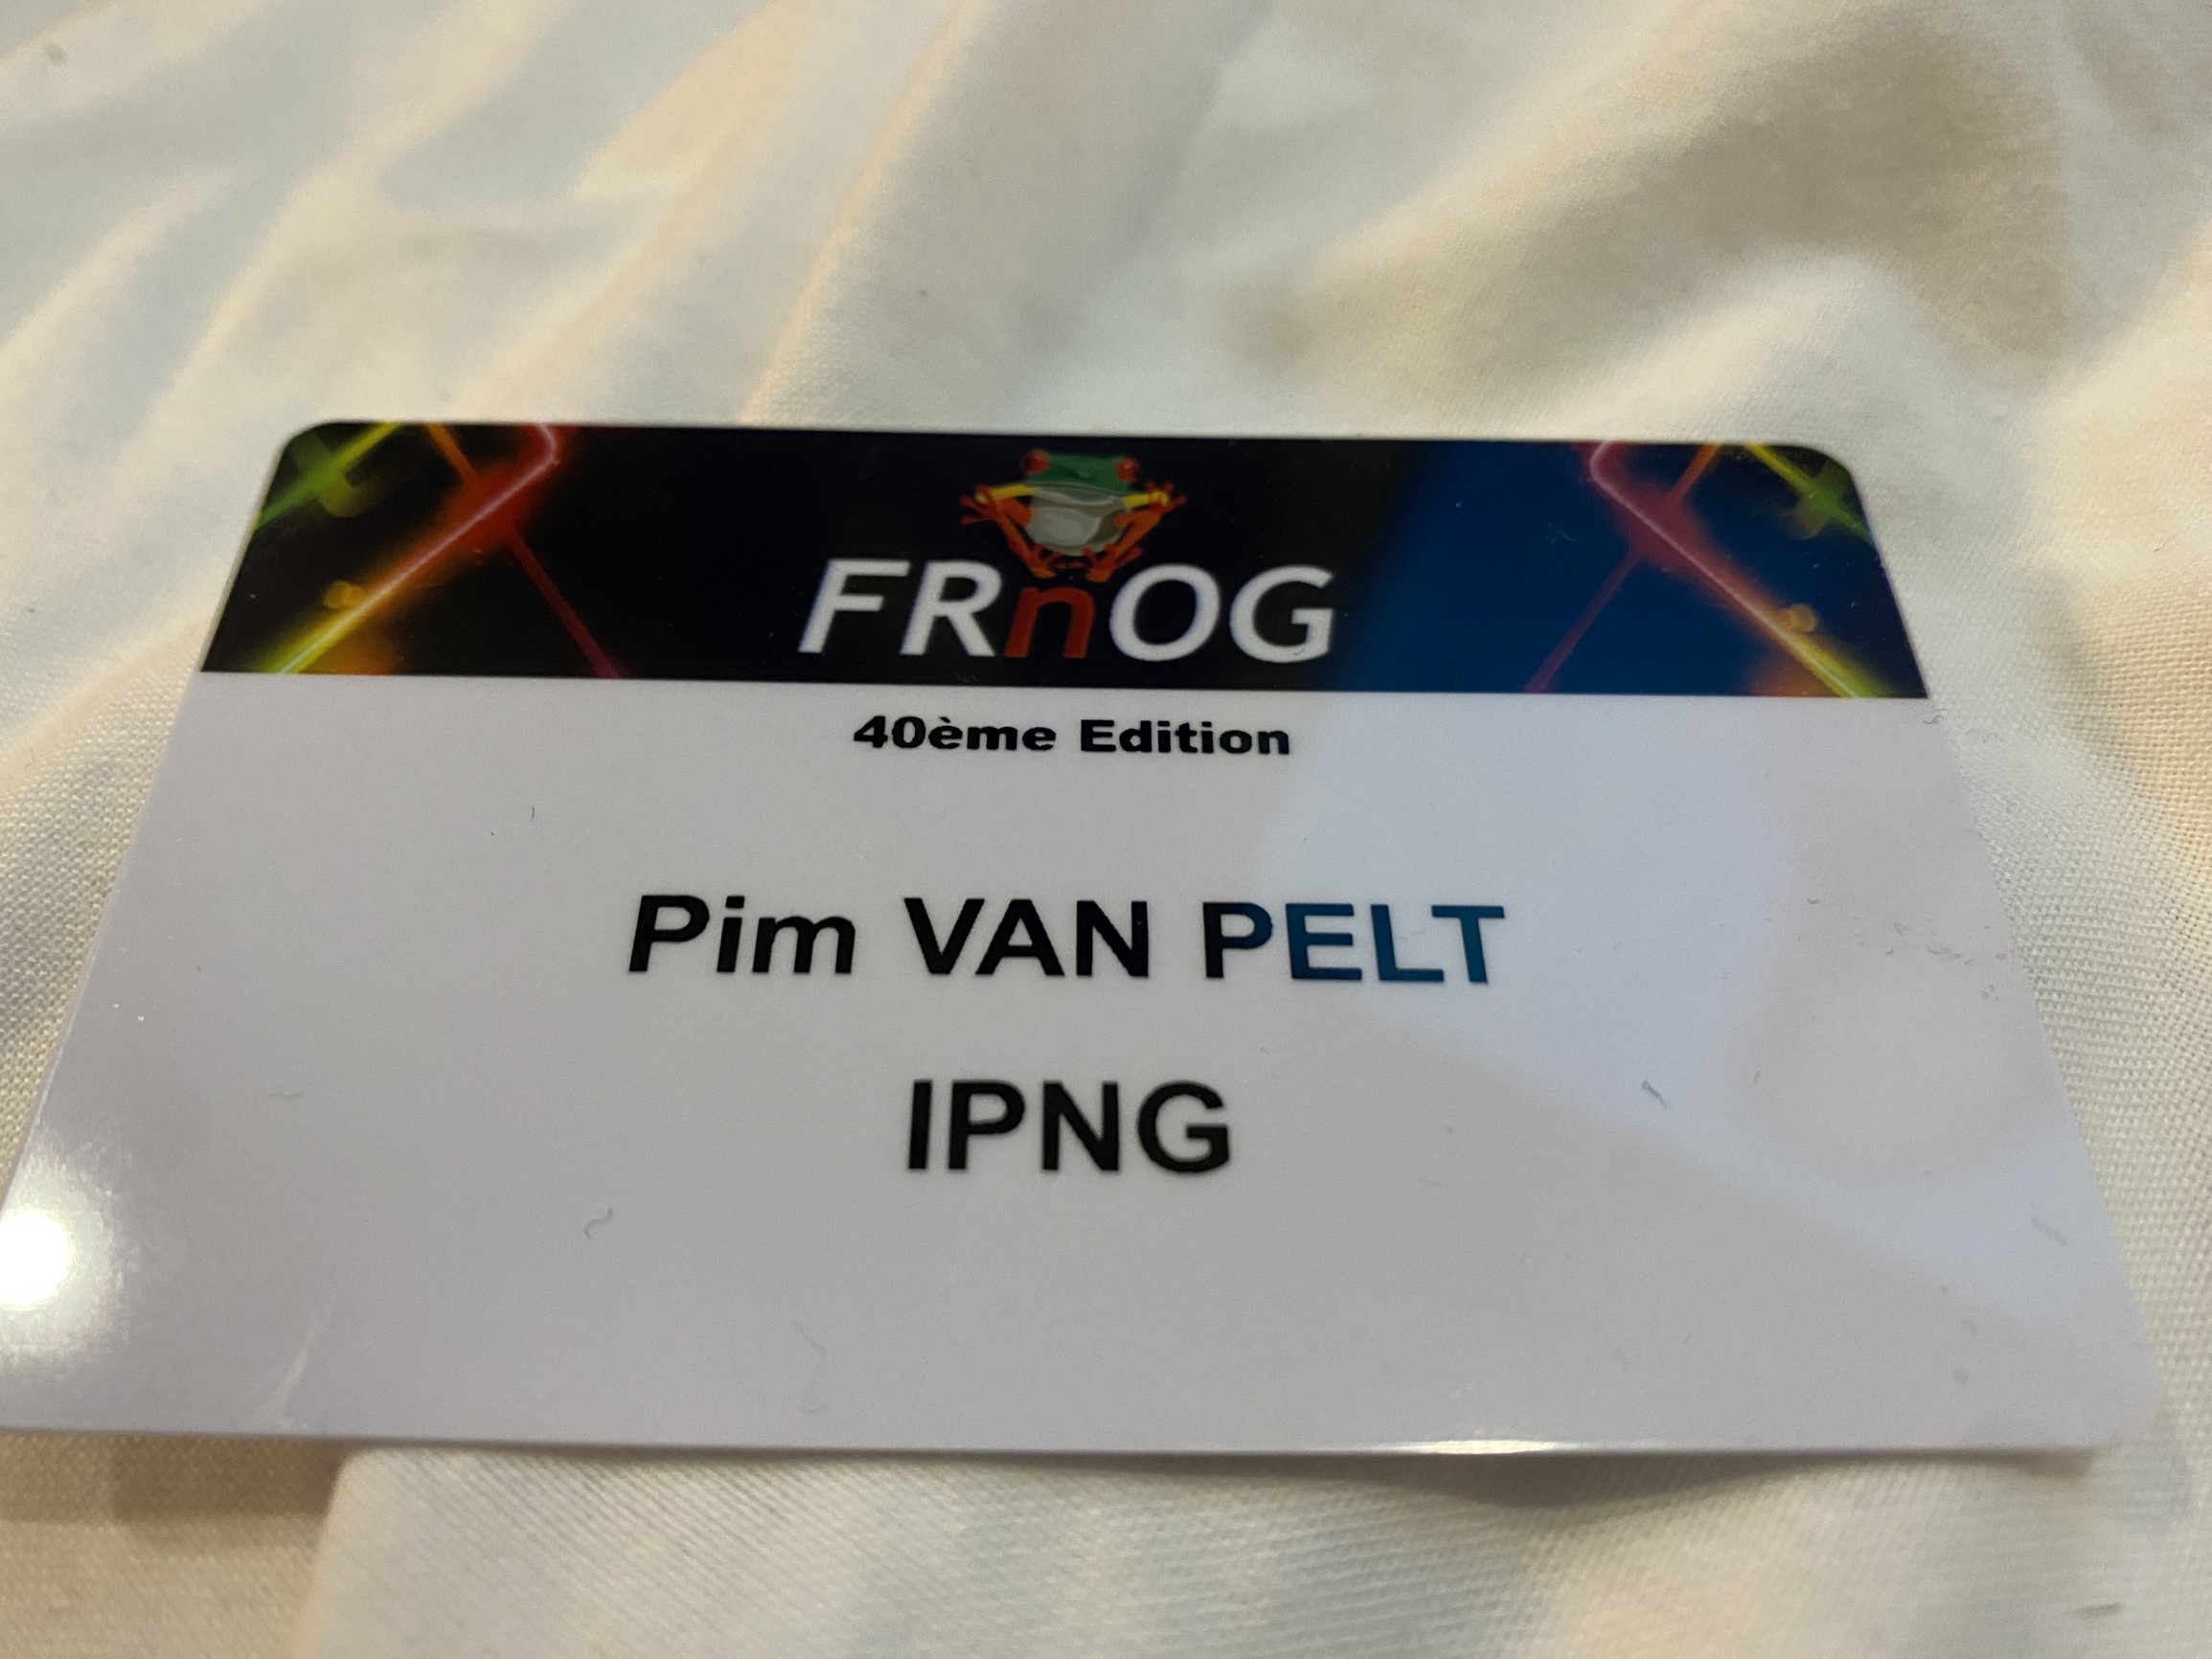 FRnOG
40ème Edition
Pim VAN PELT
IPNG